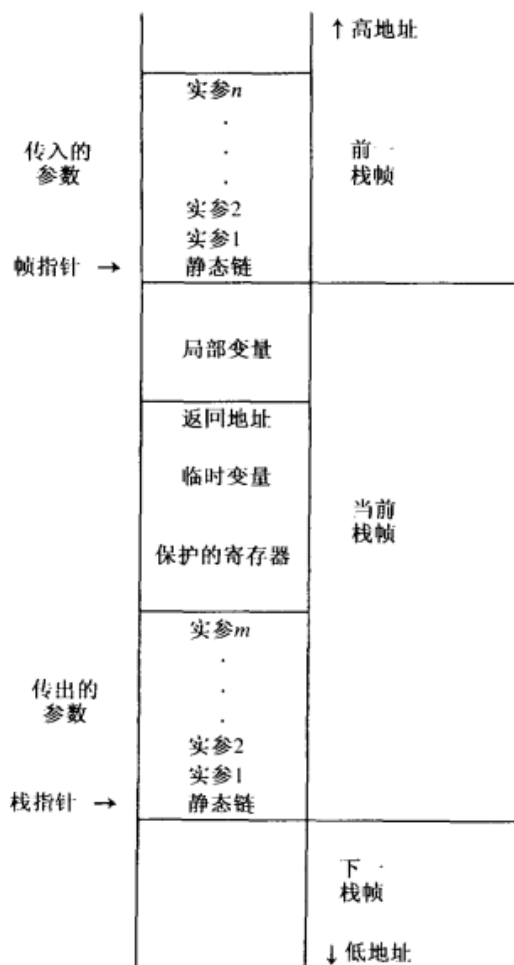 ↑ 高地址
实参n
.
.
.
传入的
参数
前一
栈帧
实参2
实参1
帧指针 →
静态链
局部变量
返回地址
临时变量
保护的寄存器
当前
栈帧
实参m
.
.
.
传出的
参数
实参2
实参1
栈指针 →
静态链
下一
栈帧
↓ 低地址